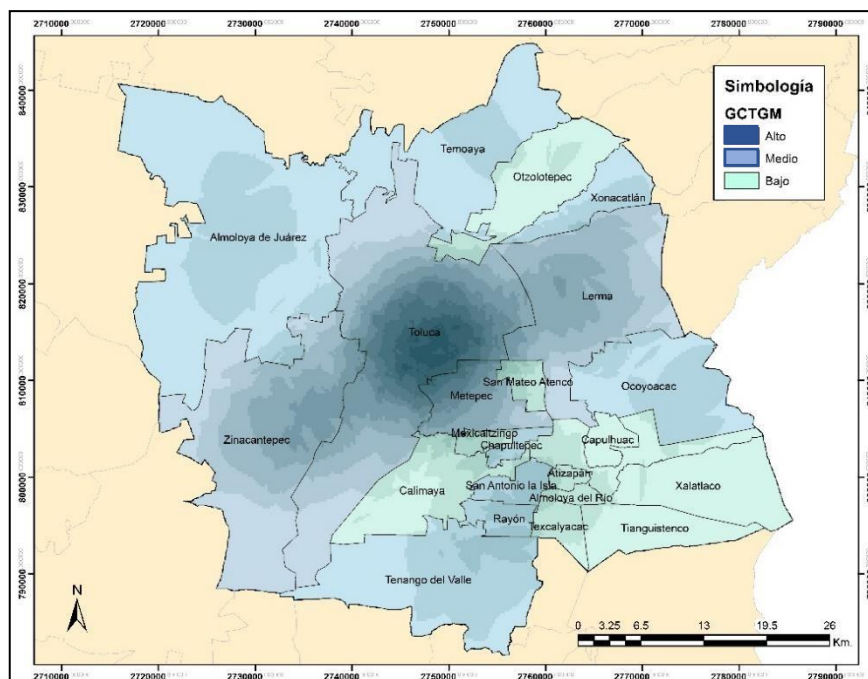 2710000 2720000 2730000 2740000 2750000 2760000 2770000 2780000 2790000
840000
830000
820000
810000
800000
790000
Simbología
GCTGM
Alto
Medio
Bajo
Temoaya
Otzolotepec
Xonacatlán
Almoloya de Juárez
Lerma
Toluca
San Mateo Atenco
Ocoyoacac
Metepec
Zinacantepec
Mexicaltzingo
Chapultepec
Capulhuac
Atizapán
San Antonio la Isla
Calimaya
Almoloya del Río
Xalatlaco
Rayón
Texcalyacac
Tianguistenco
Tenango del Valle
N
0 3.25 6.5 13 19.5 26
Km.
2710000 2720000 2730000 2740000 2750000 2760000 2770000 2780000 2790000